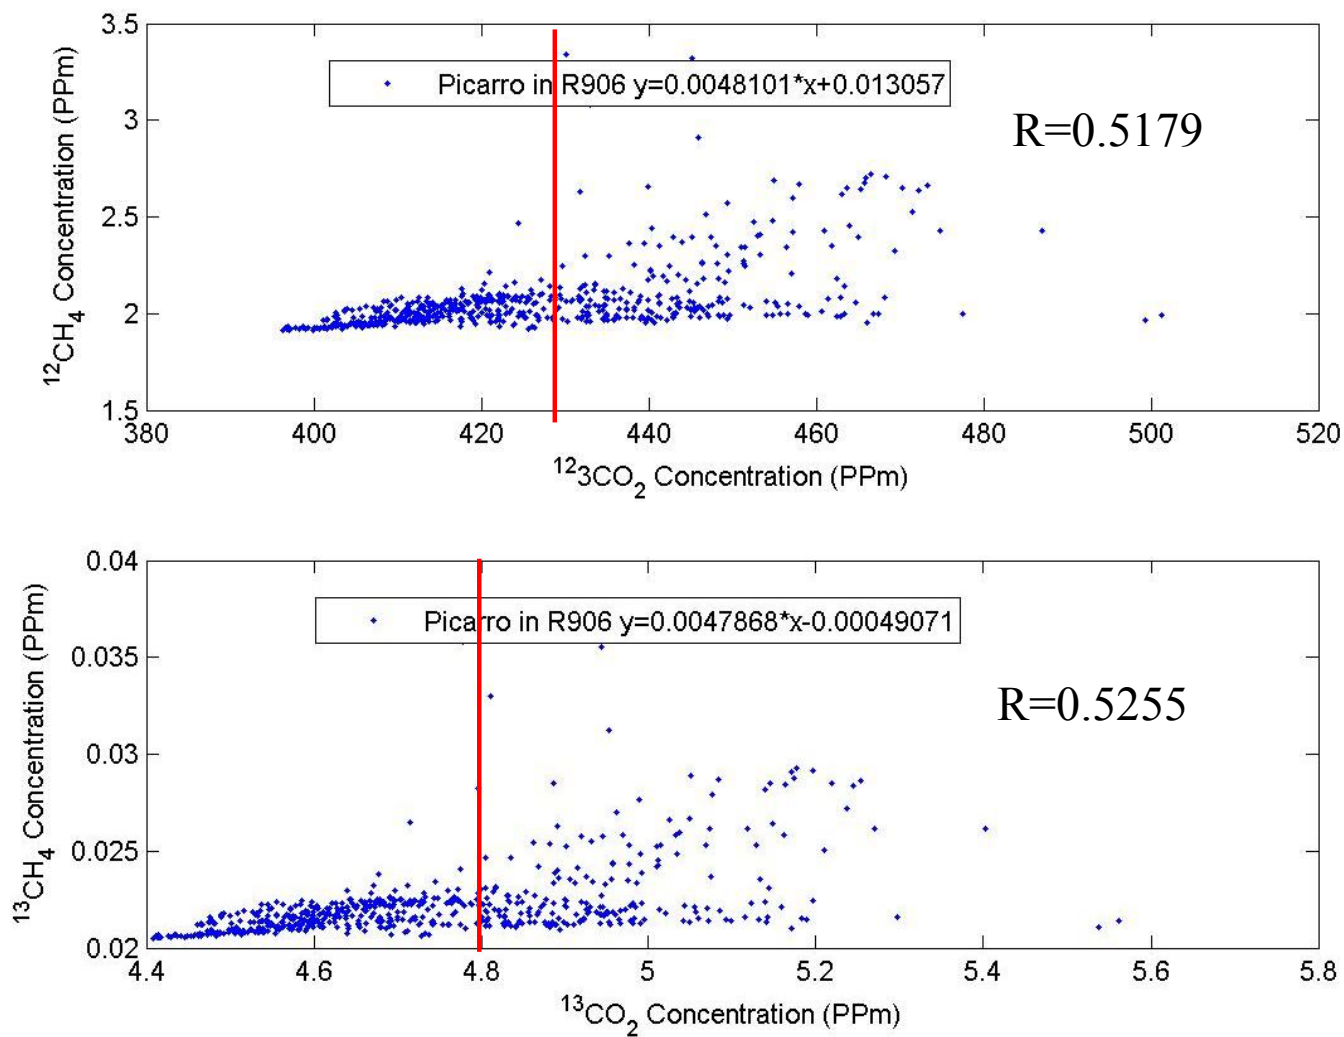 3.5
3
2.5
2
1.5
¹²CH₄ Concentration (PPm)
Picarro in R906 y=0.0048101*x+0.013057
R=0.5179
380 400 420 440 460 480 500 520
¹²3CO₂ Concentration (PPm)
0.04
0.035
0.03
0.025
0.02
¹³CH₄ Concentration (PPm)
Picarro in R906 y=0.0047868*x-0.00049071
R=0.5255
4.4 4.6 4.8 5 5.2 5.4 5.6 5.8
¹³CO₂ Concentration (PPm)